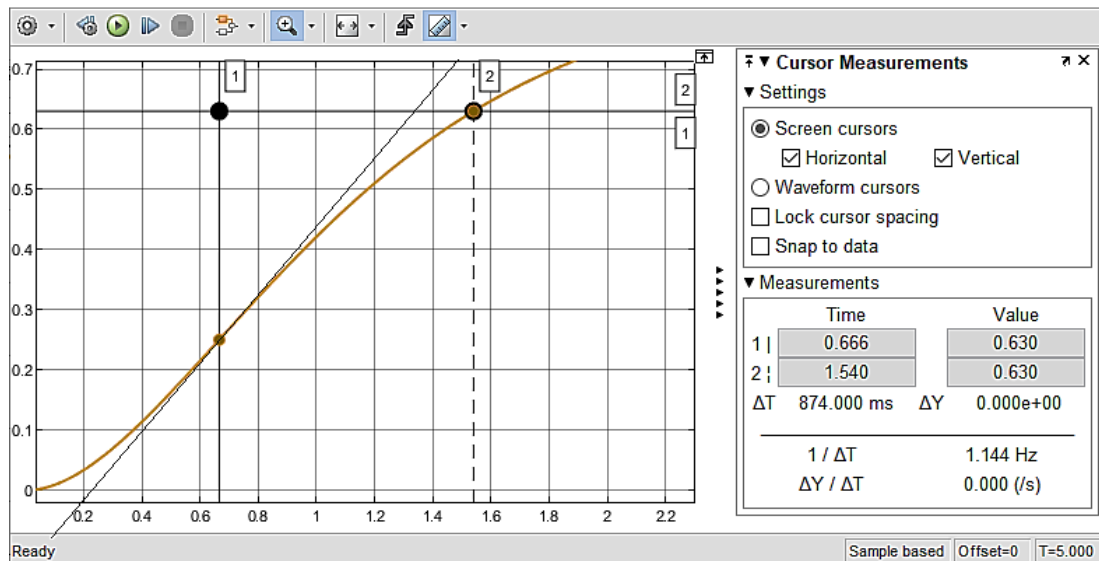 0.7
0.6
0.5
0.4
0.3
0.2
0.1
0
0.2 0.4 0.6 0.8 1 1.2 1.4 1.6 1.8 2 2.2
1
2
2
1
Cursor Measurements
Settings
Screen cursors
Horizontal Vertical
Waveform cursors
Lock cursor spacing
Snap to data
Measurements
Time Value
1 | 0.666 0.630
2 ¦ 1.540 0.630
ΔT 874.000 ms ΔY 0.000e+00
1 / ΔT 1.144 Hz
ΔY / ΔT 0.000 (/s)
Ready Sample based Offset=0 T=5.000